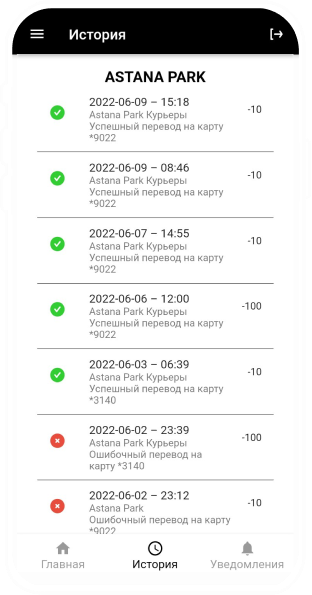 История
ASTANA PARK
2022-06-09 – 15:18
-10
Astana Park Курьеры
Успешный перевод на карту
*9022
2022-06-09 – 08:46
-10
Astana Park Курьеры
Успешный перевод на карту
*9022
2022-06-07 – 14:55
-10
Astana Park Курьеры
Успешный перевод на карту
*9022
2022-06-06 – 12:00
-100
Astana Park Курьеры
Успешный перевод на карту
*9022
2022-06-03 – 06:39
-10
Astana Park Курьеры
Успешный перевод на карту
*3140
2022-06-02 – 23:39
-100
Astana Park Курьеры
Ошибочный перевод на
карту *3140
2022-06-02 – 23:12
-10
Astana Park
Ошибочный перевод на карту
*9022
Главная
История
Уведомления